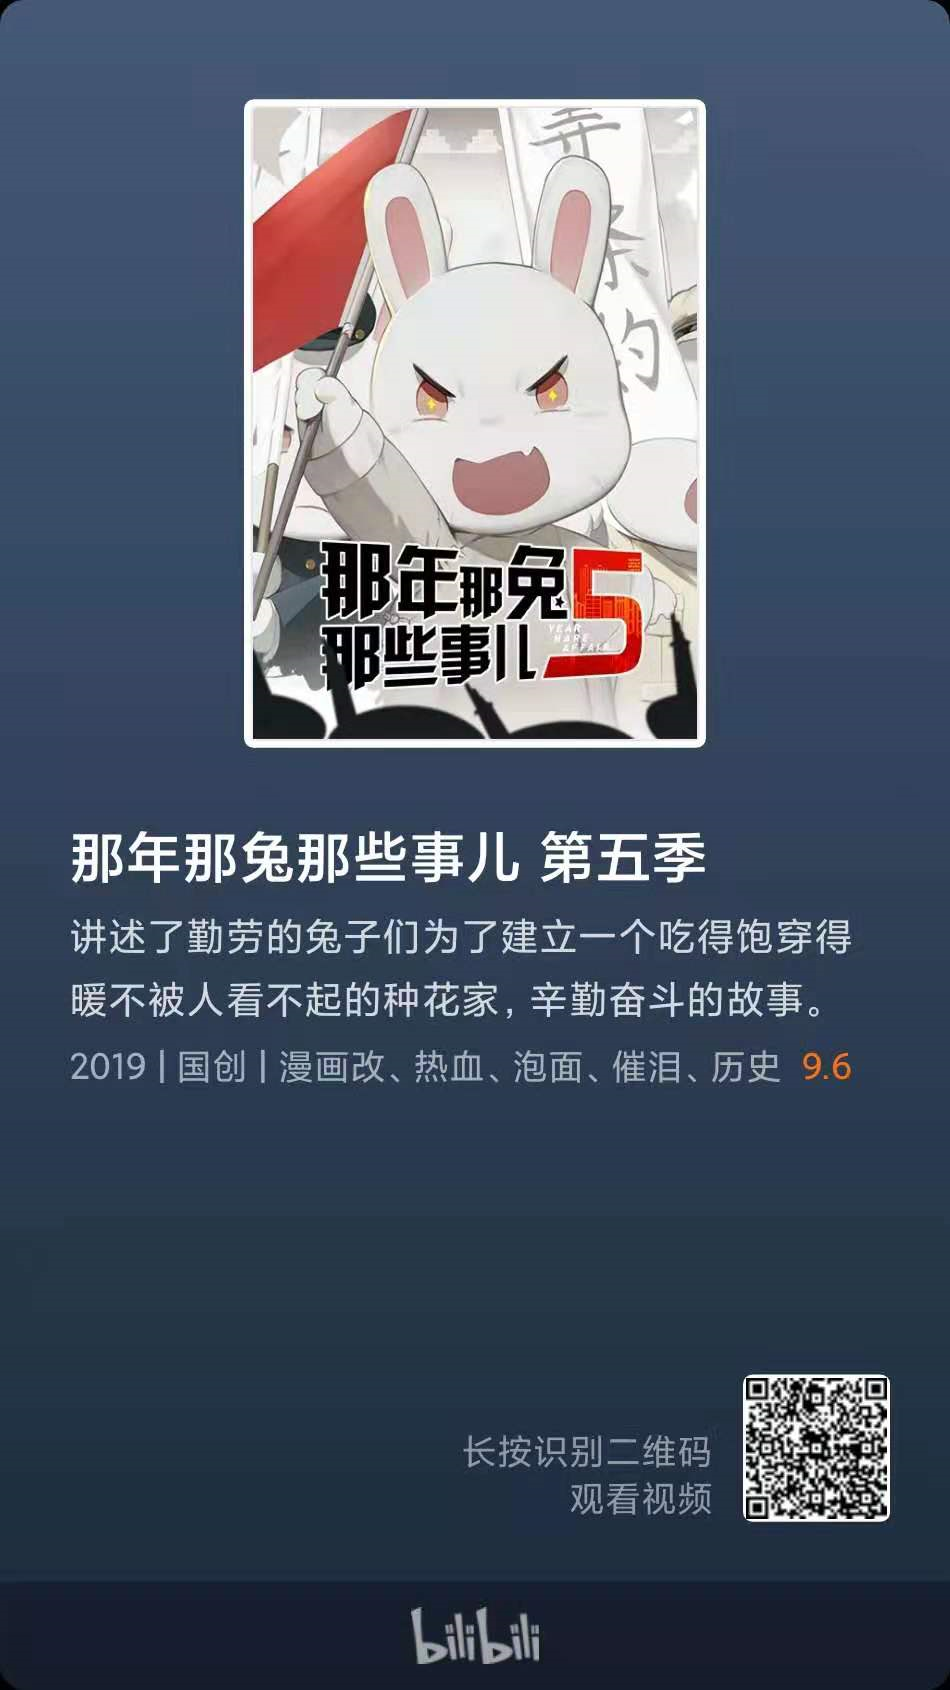 弃
条
约
那年那兔
那些事儿
5
YEAR
HARE
AFFAIR
那年那兔那些事儿 第五季
讲述了勤劳的兔子们为了建立一个吃得饱穿得
暖不被人看不起的种花家，辛勤奋斗的故事。
2019 | 国创 | 漫画改、热血、泡面、催泪、历史 9.6
长按识别二维码
观看视频
bilibili